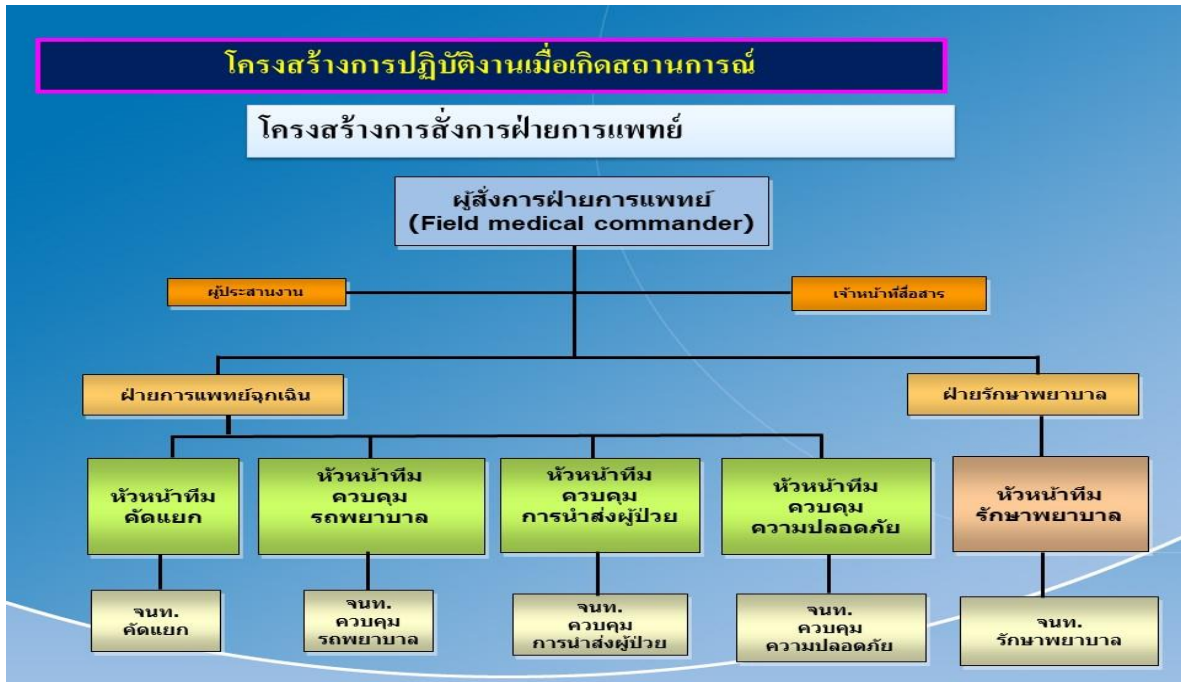 โครงสร้างการปฏิบัติงานเมื่อเกิดสถานการณ์
โครงสร้างการสั่งการฝ่ายการแพทย์
ผู้สั่งการฝ่ายการแพทย์
(Field medical commander)
ผู้ประสานงาน
เจ้าหน้าที่สื่อสาร
ฝ่ายการแพทย์ฉุกเฉิน
ฝ่ายรักษาพยาบาล
หัวหน้าทีม
คัดแยก
หัวหน้าทีม
ควบคุม
รถพยาบาล
หัวหน้าทีม
ควบคุม
การนำส่งผู้ป่วย
หัวหน้าทีม
ควบคุม
ความปลอดภัย
หัวหน้าทีม
รักษาพยาบาล
จนท.
คัดแยก
จนท.
ควบคุม
รถพยาบาล
จนท.
ควบคุม
การนำส่งผู้ป่วย
จนท.
ควบคุม
ความปลอดภัย
จนท.
รักษาพยาบาล